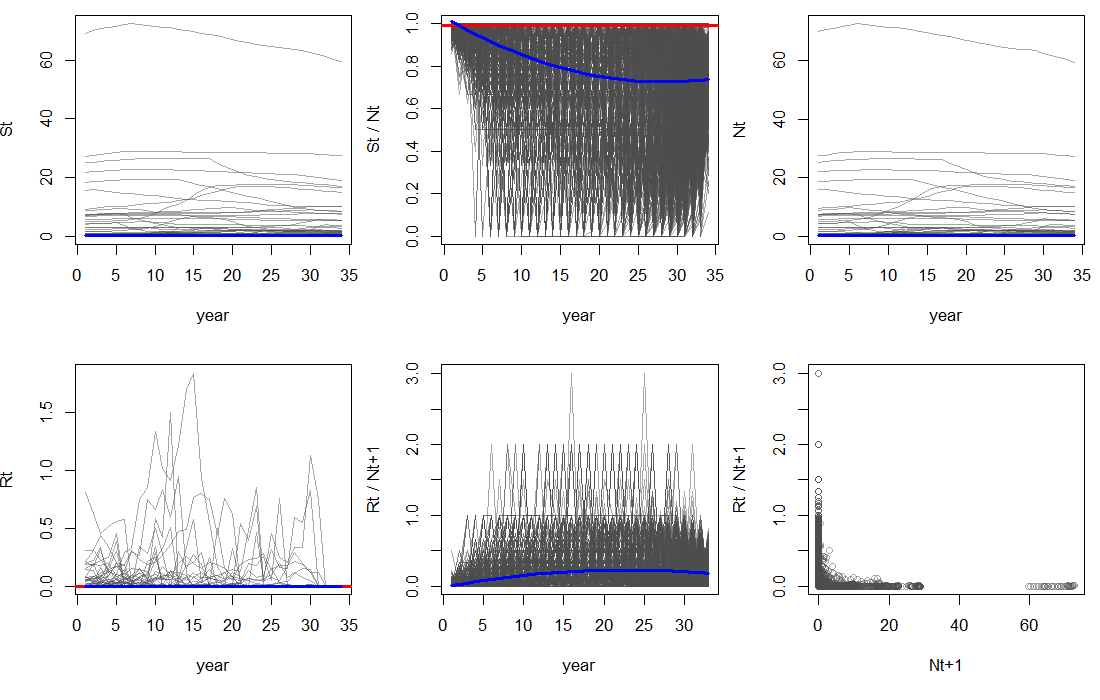 St
0 20 40 60
0 5 10 15 20 25 30 35
year
St / Nt
0.0 0.2 0.4 0.6 0.8 1.0
0 5 10 15 20 25 30 35
year
Nt
0 20 40 60
0 5 10 15 20 25 30 35
year
Rt
0.0 0.5 1.0 1.5
0 5 10 15 20 25 30 35
year
Rt / Nt+1
0.0 1.0 2.0 3.0
0 5 10 15 20 25 30
year
Rt / Nt+1
0.0 1.0 2.0 3.0
0 20 40 60
Nt+1